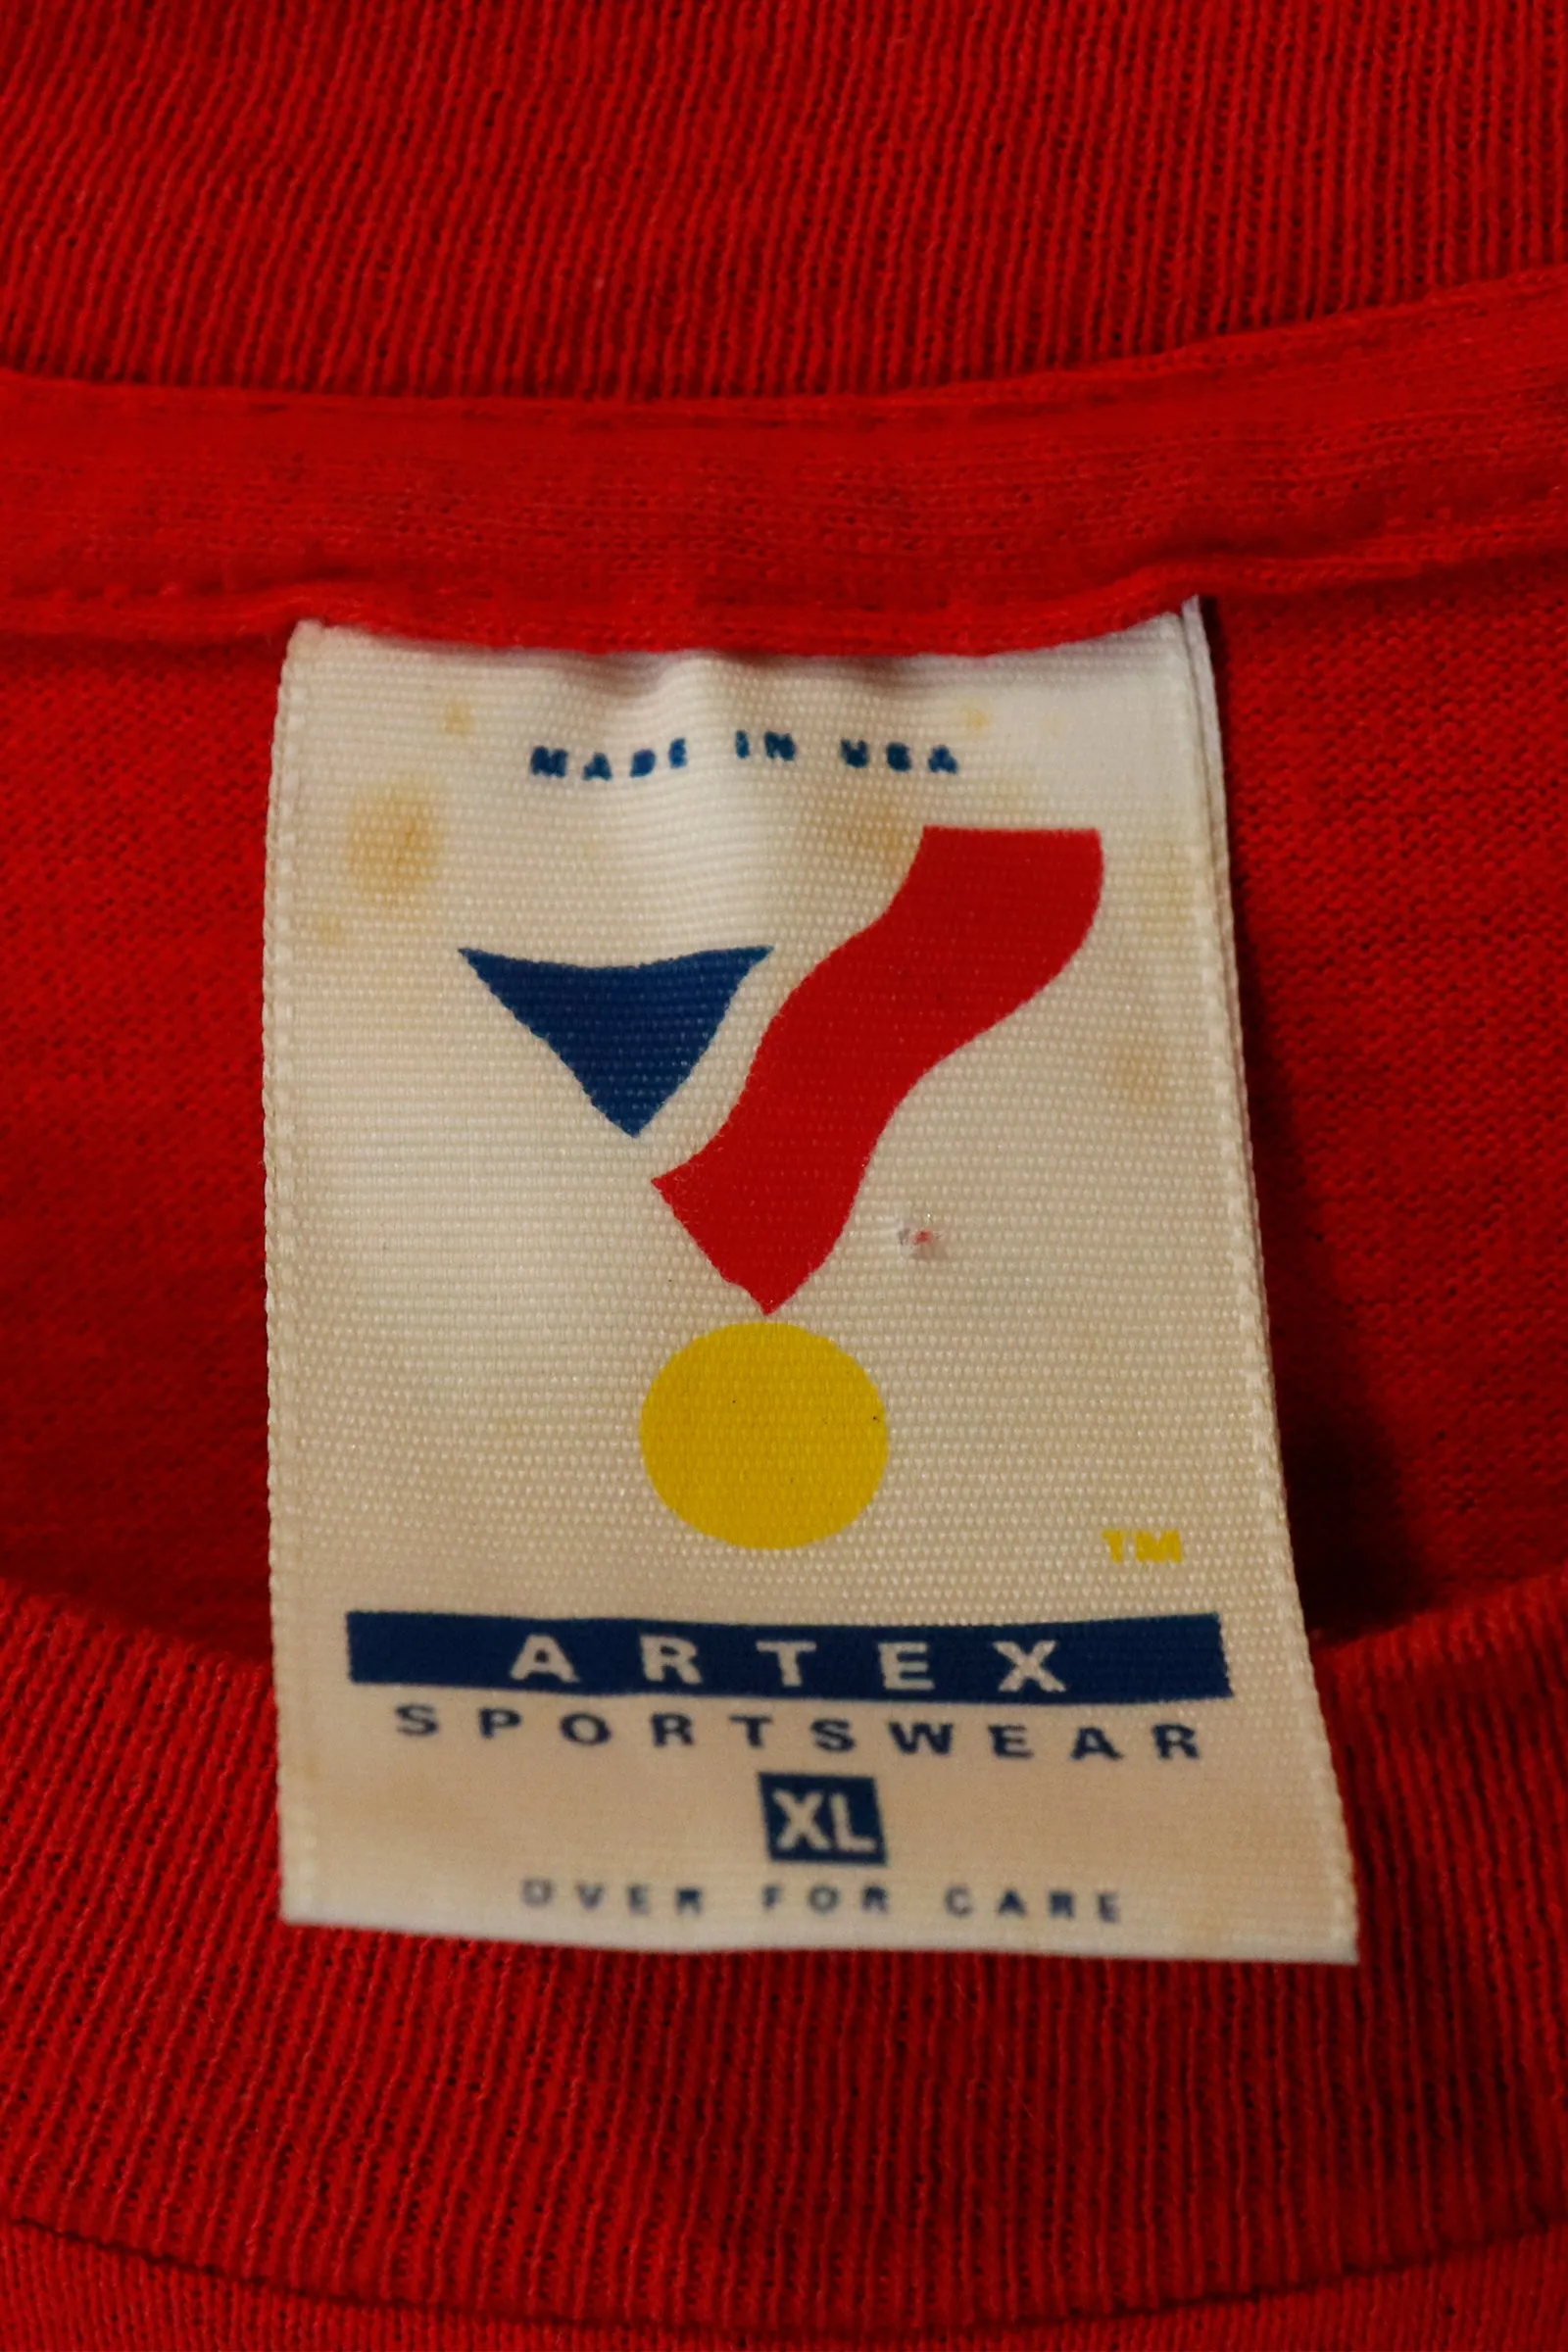 MADE IN USA
TM
ARTEX
SPORTSWEAR
XL
OVER FOR CARE